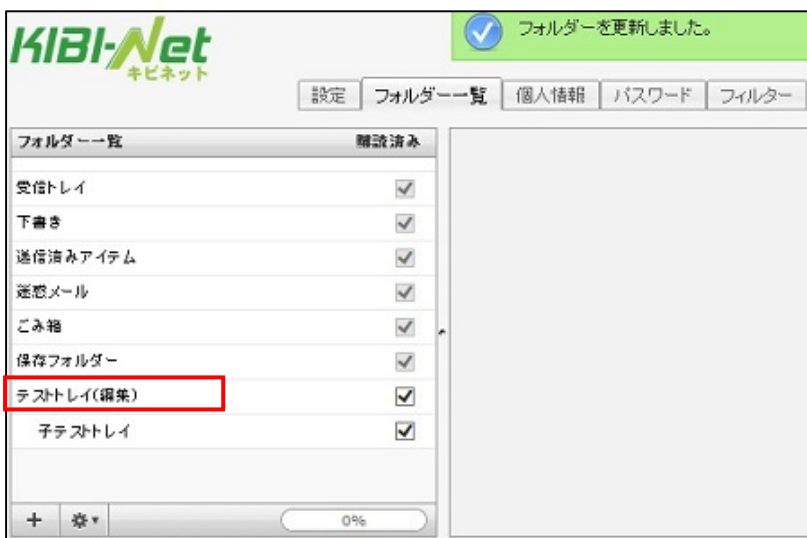 KIBI-Net
キビネット
フォルダーを更新しました。
設定 フォルダー一覧 個人情報 パスワード フィルター
フォルダー一覧 購読済み
受信トレイ
下書き
送信済みアイテム
迷惑メール
ごみ箱
保存フォルダー
テストトレイ(編集)
子テストトレイ
+ 0%